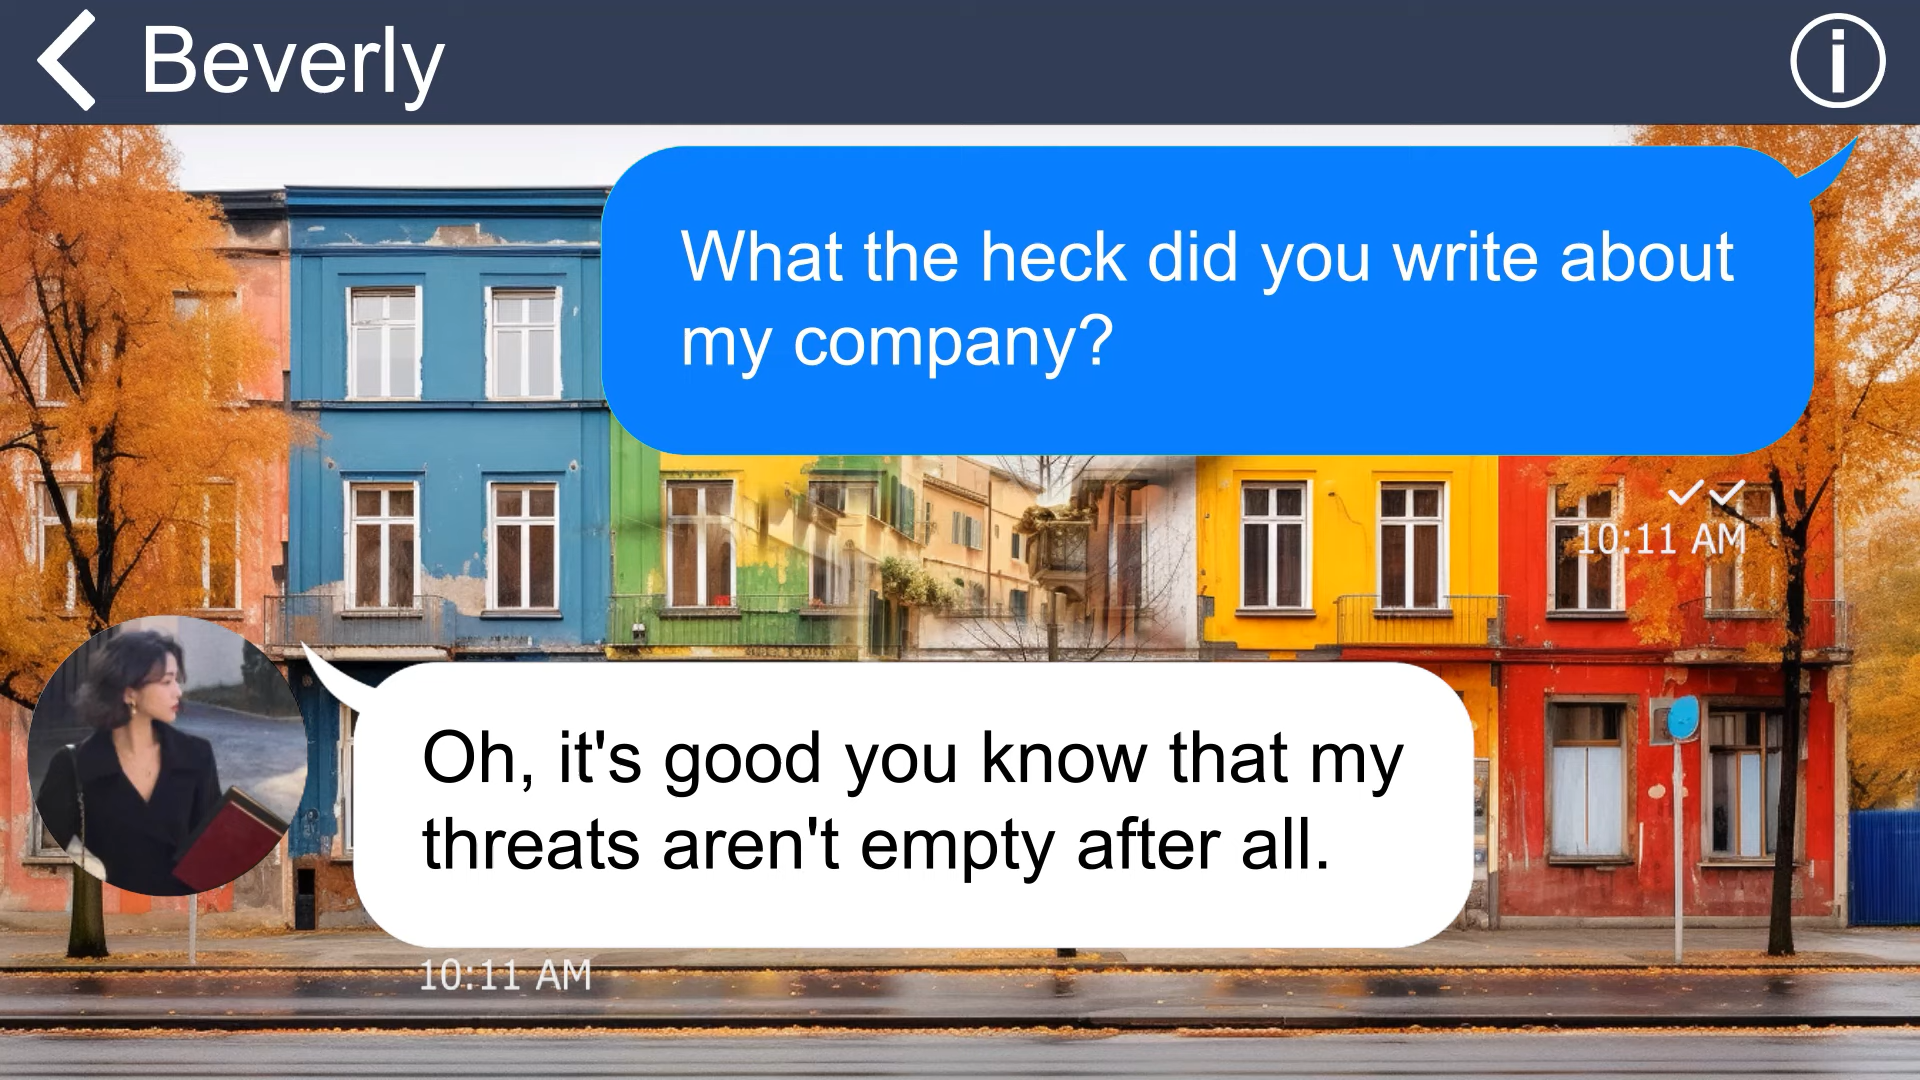 Beverly
What the heck did you write about
my company?
10:11 AM
Oh, it's good you know that my
threats aren't empty after all.
10:11 AM